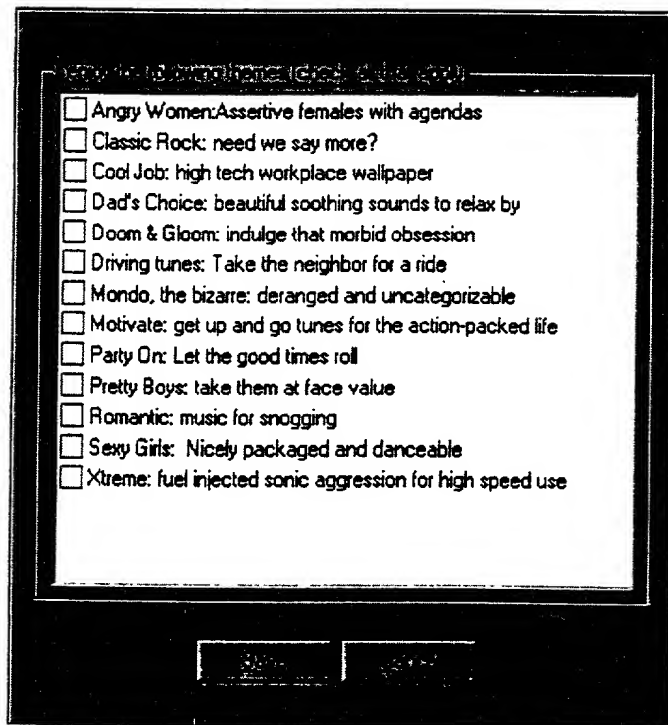 Angry Women:Assertive females with agendas
Classic Rock: need we say more?
Cool Job: high tech workplace wallpaper
Dad's Choice: beautiful soothing sounds to relax by
Doom & Gloom: indulge that morbid obsession
Driving tunes: Take the neighbor for a ride
Mondo, the bizarre: deranged and uncategorizable
Motivate: get up and go tunes for the action-packed life
Party On: Let the good times roll
Pretty Boys: take them at face value
Romantic: music for snogging
Sexy Girls:  Nicely packaged and danceable
Xtreme: fuel injected sonic aggression for high speed use